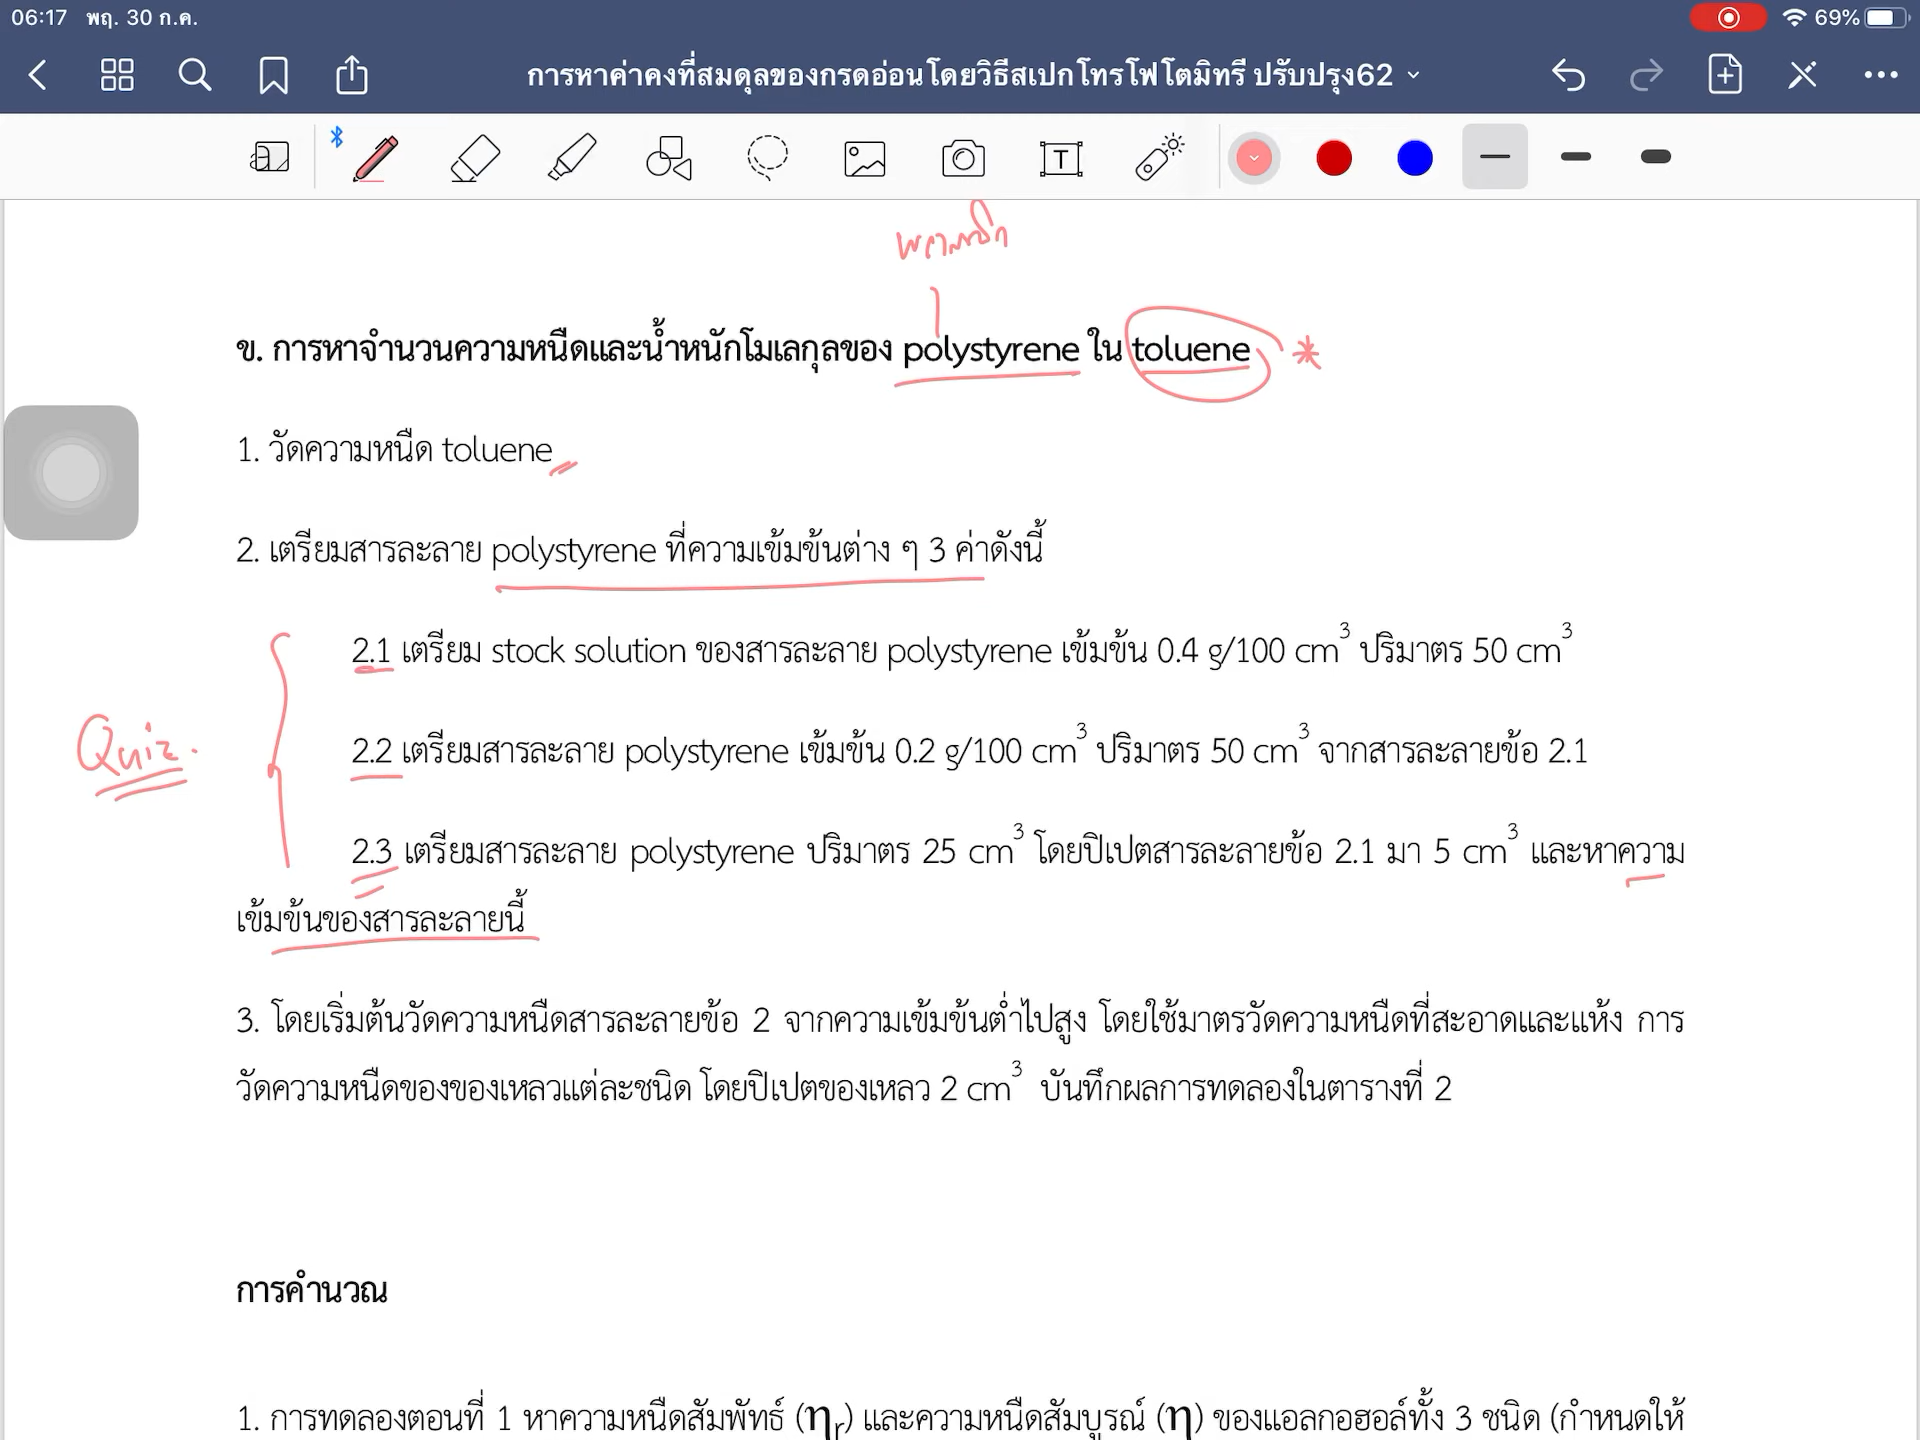 06:17 พฤ. 30 ก.ค.
69%
การหาค่าคงที่สมดุลของกรดอ่อนโดยวิธีสเปกโทรโฟโตมิทรี ปรับปรุง62
พลาสติก
ข. การหาจำนวนความหนืดและน้ำหนักโมเลกุลของ polystyrene ใน toluene *
1. วัดความหนืด toluene
2. เตรียมสารละลาย polystyrene ที่ความเข้มข้นต่าง ๆ 3 ค่าดังนี้
2.1 เตรียม stock solution ของสารละลาย polystyrene เข้มข้น 0.4 g/100 cm³ ปริมาตร 50 cm³
Quiz.
2.2 เตรียมสารละลาย polystyrene เข้มข้น 0.2 g/100 cm³ ปริมาตร 50 cm³ จากสารละลายข้อ 2.1
2.3 เตรียมสารละลาย polystyrene ปริมาตร 25 cm³ โดยปิเปตสารละลายข้อ 2.1 มา 5 cm³ และหาความ
เข้มข้นของสารละลายนี้
3. โดยเริ่มต้นวัดความหนืดสารละลายข้อ 2 จากความเข้มข้นต่ำไปสูง โดยใช้มาตรวัดความหนืดที่สะอาดและแห้ง การ
วัดความหนืดของของเหลวแต่ละชนิด โดยปิเปตของเหลว 2 cm³ บันทึกผลการทดลองในตารางที่ 2
การคำนวณ
1. การทดลองตอนที่ 1 หาความหนืดสัมพัทธ์ (ηr) และความหนืดสัมบูรณ์ (η) ของแอลกอฮอล์ทั้ง 3 ชนิด (กำหนดให้